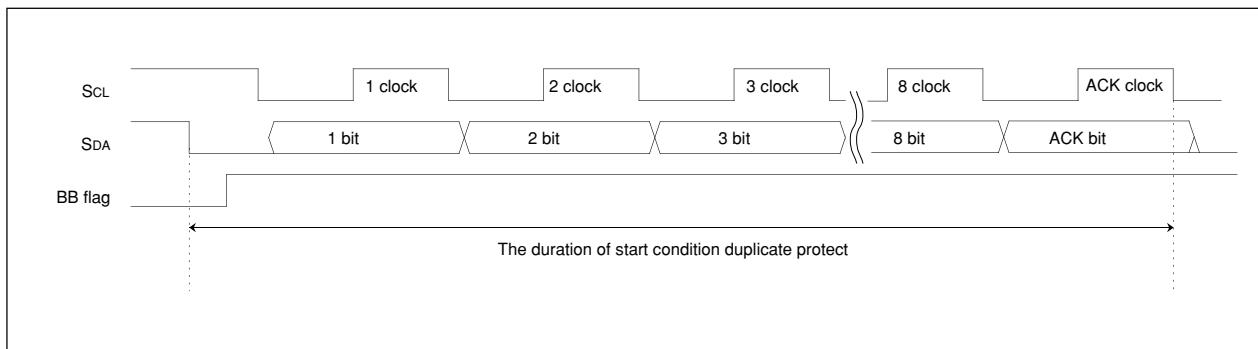 SCL 1 clock 2 clock 3 clock 8 clock ACK clock
SDA 1 bit 2 bit 3 bit 8 bit ACK bit
BB flag
The duration of start condition duplicate protect